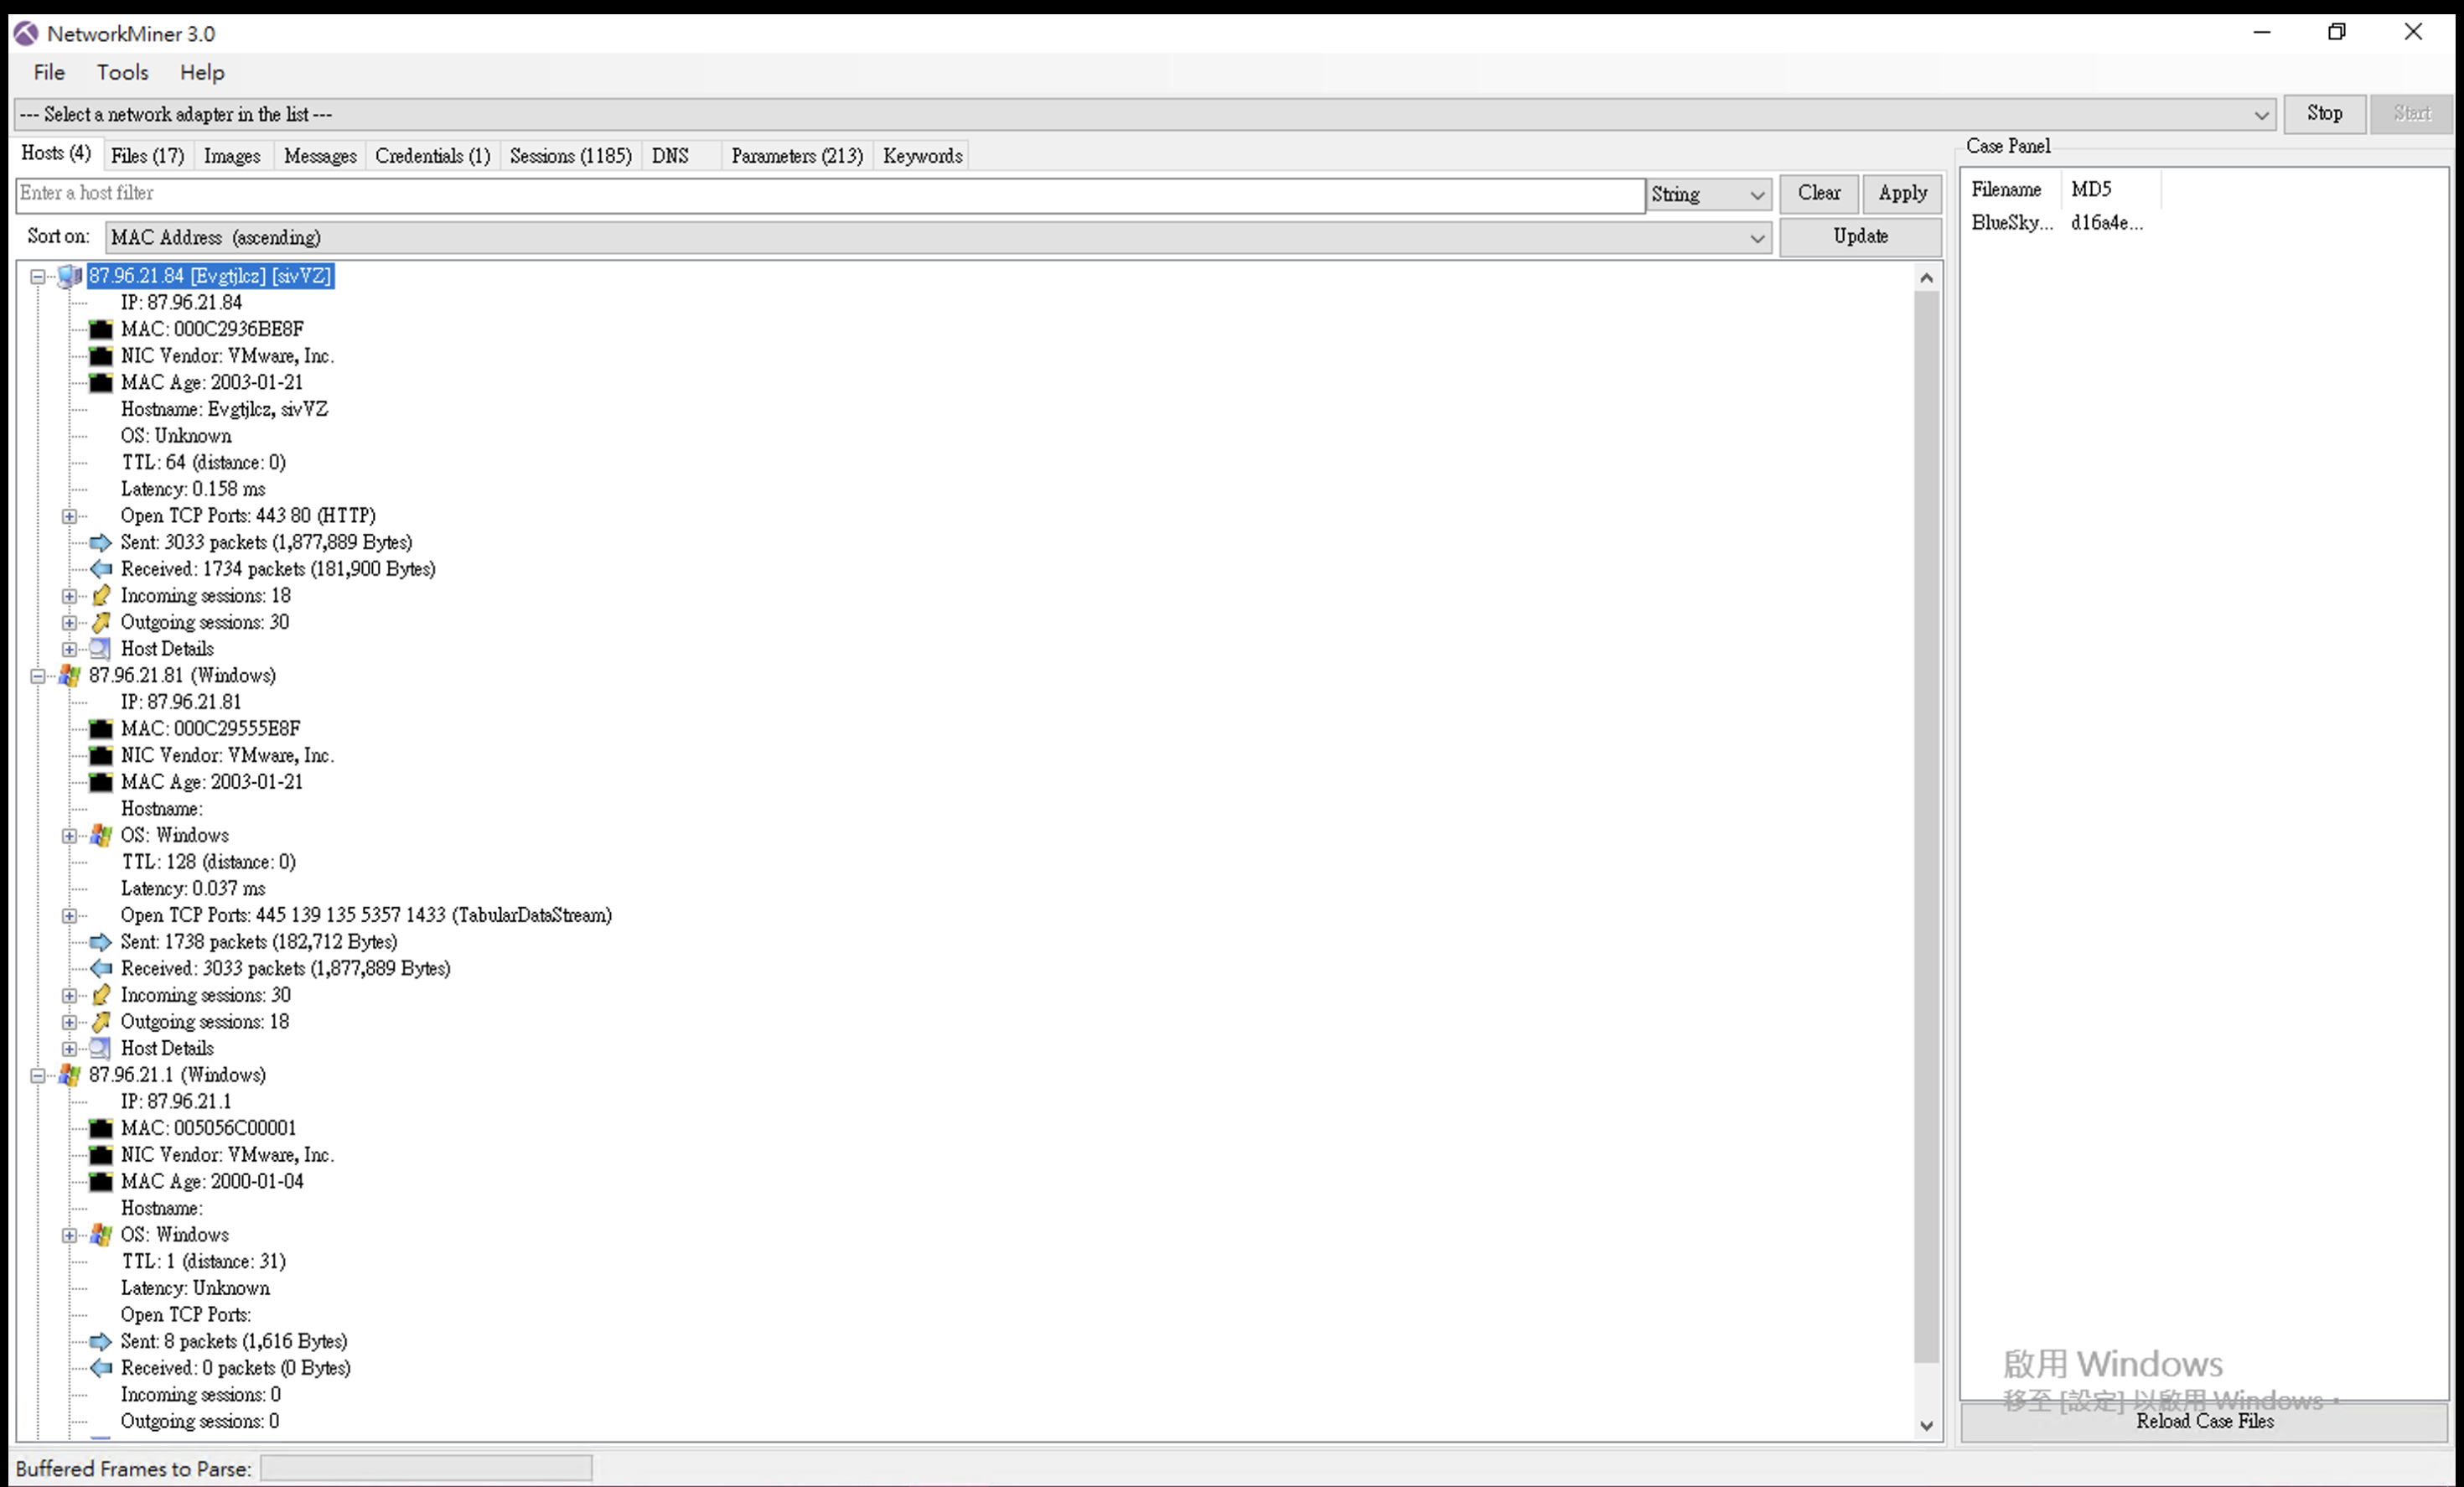 NetworkMiner 3.0
File Tools Help
--- Select a network adapter in the list --- Stop Start
Hosts (4) Files (17) Images Messages Credentials (1) Sessions (1185) DNS Parameters (213) Keywords
Case Panel
Enter a host filter String Clear Apply
Filename MD5
Sort on: MAC Address (ascending) Update
BlueSky... d16a4e...
87.96.21.84 [Evgtjlcz] [sivVZ]
IP: 87.96.21.84
MAC: 000C2936BE8F
NIC Vendor: VMware, Inc.
MAC Age: 2003-01-21
Hostname: Evgtjlcz, sivVZ
OS: Unknown
TTL: 64 (distance: 0)
Latency: 0.158 ms
Open TCP Ports: 443 80 (HTTP)
Sent: 3033 packets (1,877,889 Bytes)
Received: 1734 packets (181,900 Bytes)
Incoming sessions: 18
Outgoing sessions: 30
Host Details
87.96.21.81 (Windows)
IP: 87.96.21.81
MAC: 000C29555E8F
NIC Vendor: VMware, Inc.
MAC Age: 2003-01-21
Hostname:
OS: Windows
TTL: 128 (distance: 0)
Latency: 0.037 ms
Open TCP Ports: 445 139 135 5357 1433 (TabularDataStream)
Sent: 1738 packets (182,712 Bytes)
Received: 3033 packets (1,877,889 Bytes)
Incoming sessions: 30
Outgoing sessions: 18
Host Details
87.96.21.1 (Windows)
IP: 87.96.21.1
MAC: 005056C00001
NIC Vendor: VMware, Inc.
MAC Age: 2000-01-04
Hostname:
OS: Windows
TTL: 1 (distance: 31)
Latency: Unknown
Open TCP Ports:
Sent: 8 packets (1,616 Bytes)
Received: 0 packets (0 Bytes)
Incoming sessions: 0
Outgoing sessions: 0
啟用 Windows
移至 [設定] 以啟用 Windows。
Reload Case Files
Buffered Frames to Parse: